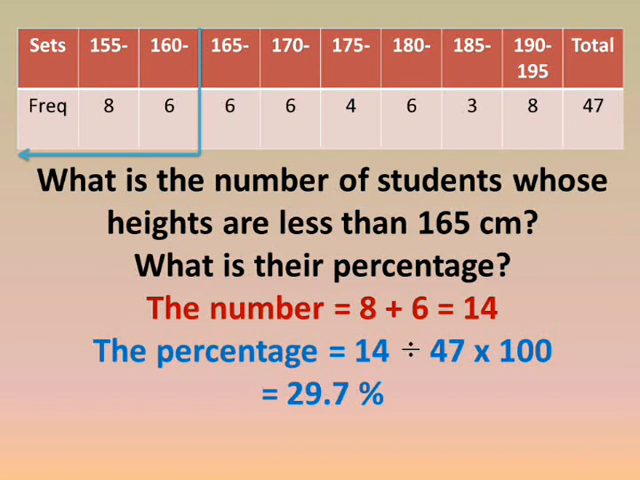 Sets 155- 160- 165- 170- 175- 180- 185- 190-195 Total
Freq 8 6 6 6 4 6 3 8 47
What is the number of students whose
heights are less than 165 cm?
What is their percentage?
The number = 8 + 6 = 14
The percentage = 14 ÷ 47 x 100
= 29.7 %